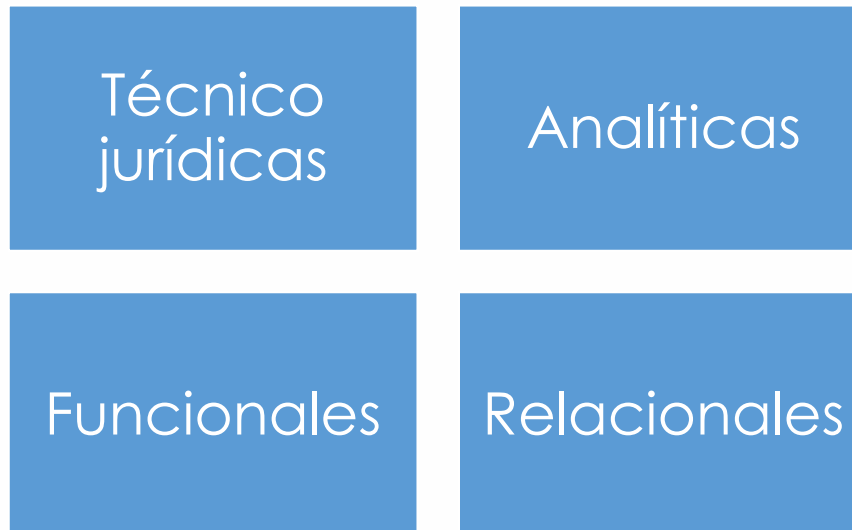 Técnico
jurídicas
Analíticas
Funcionales
Relacionales